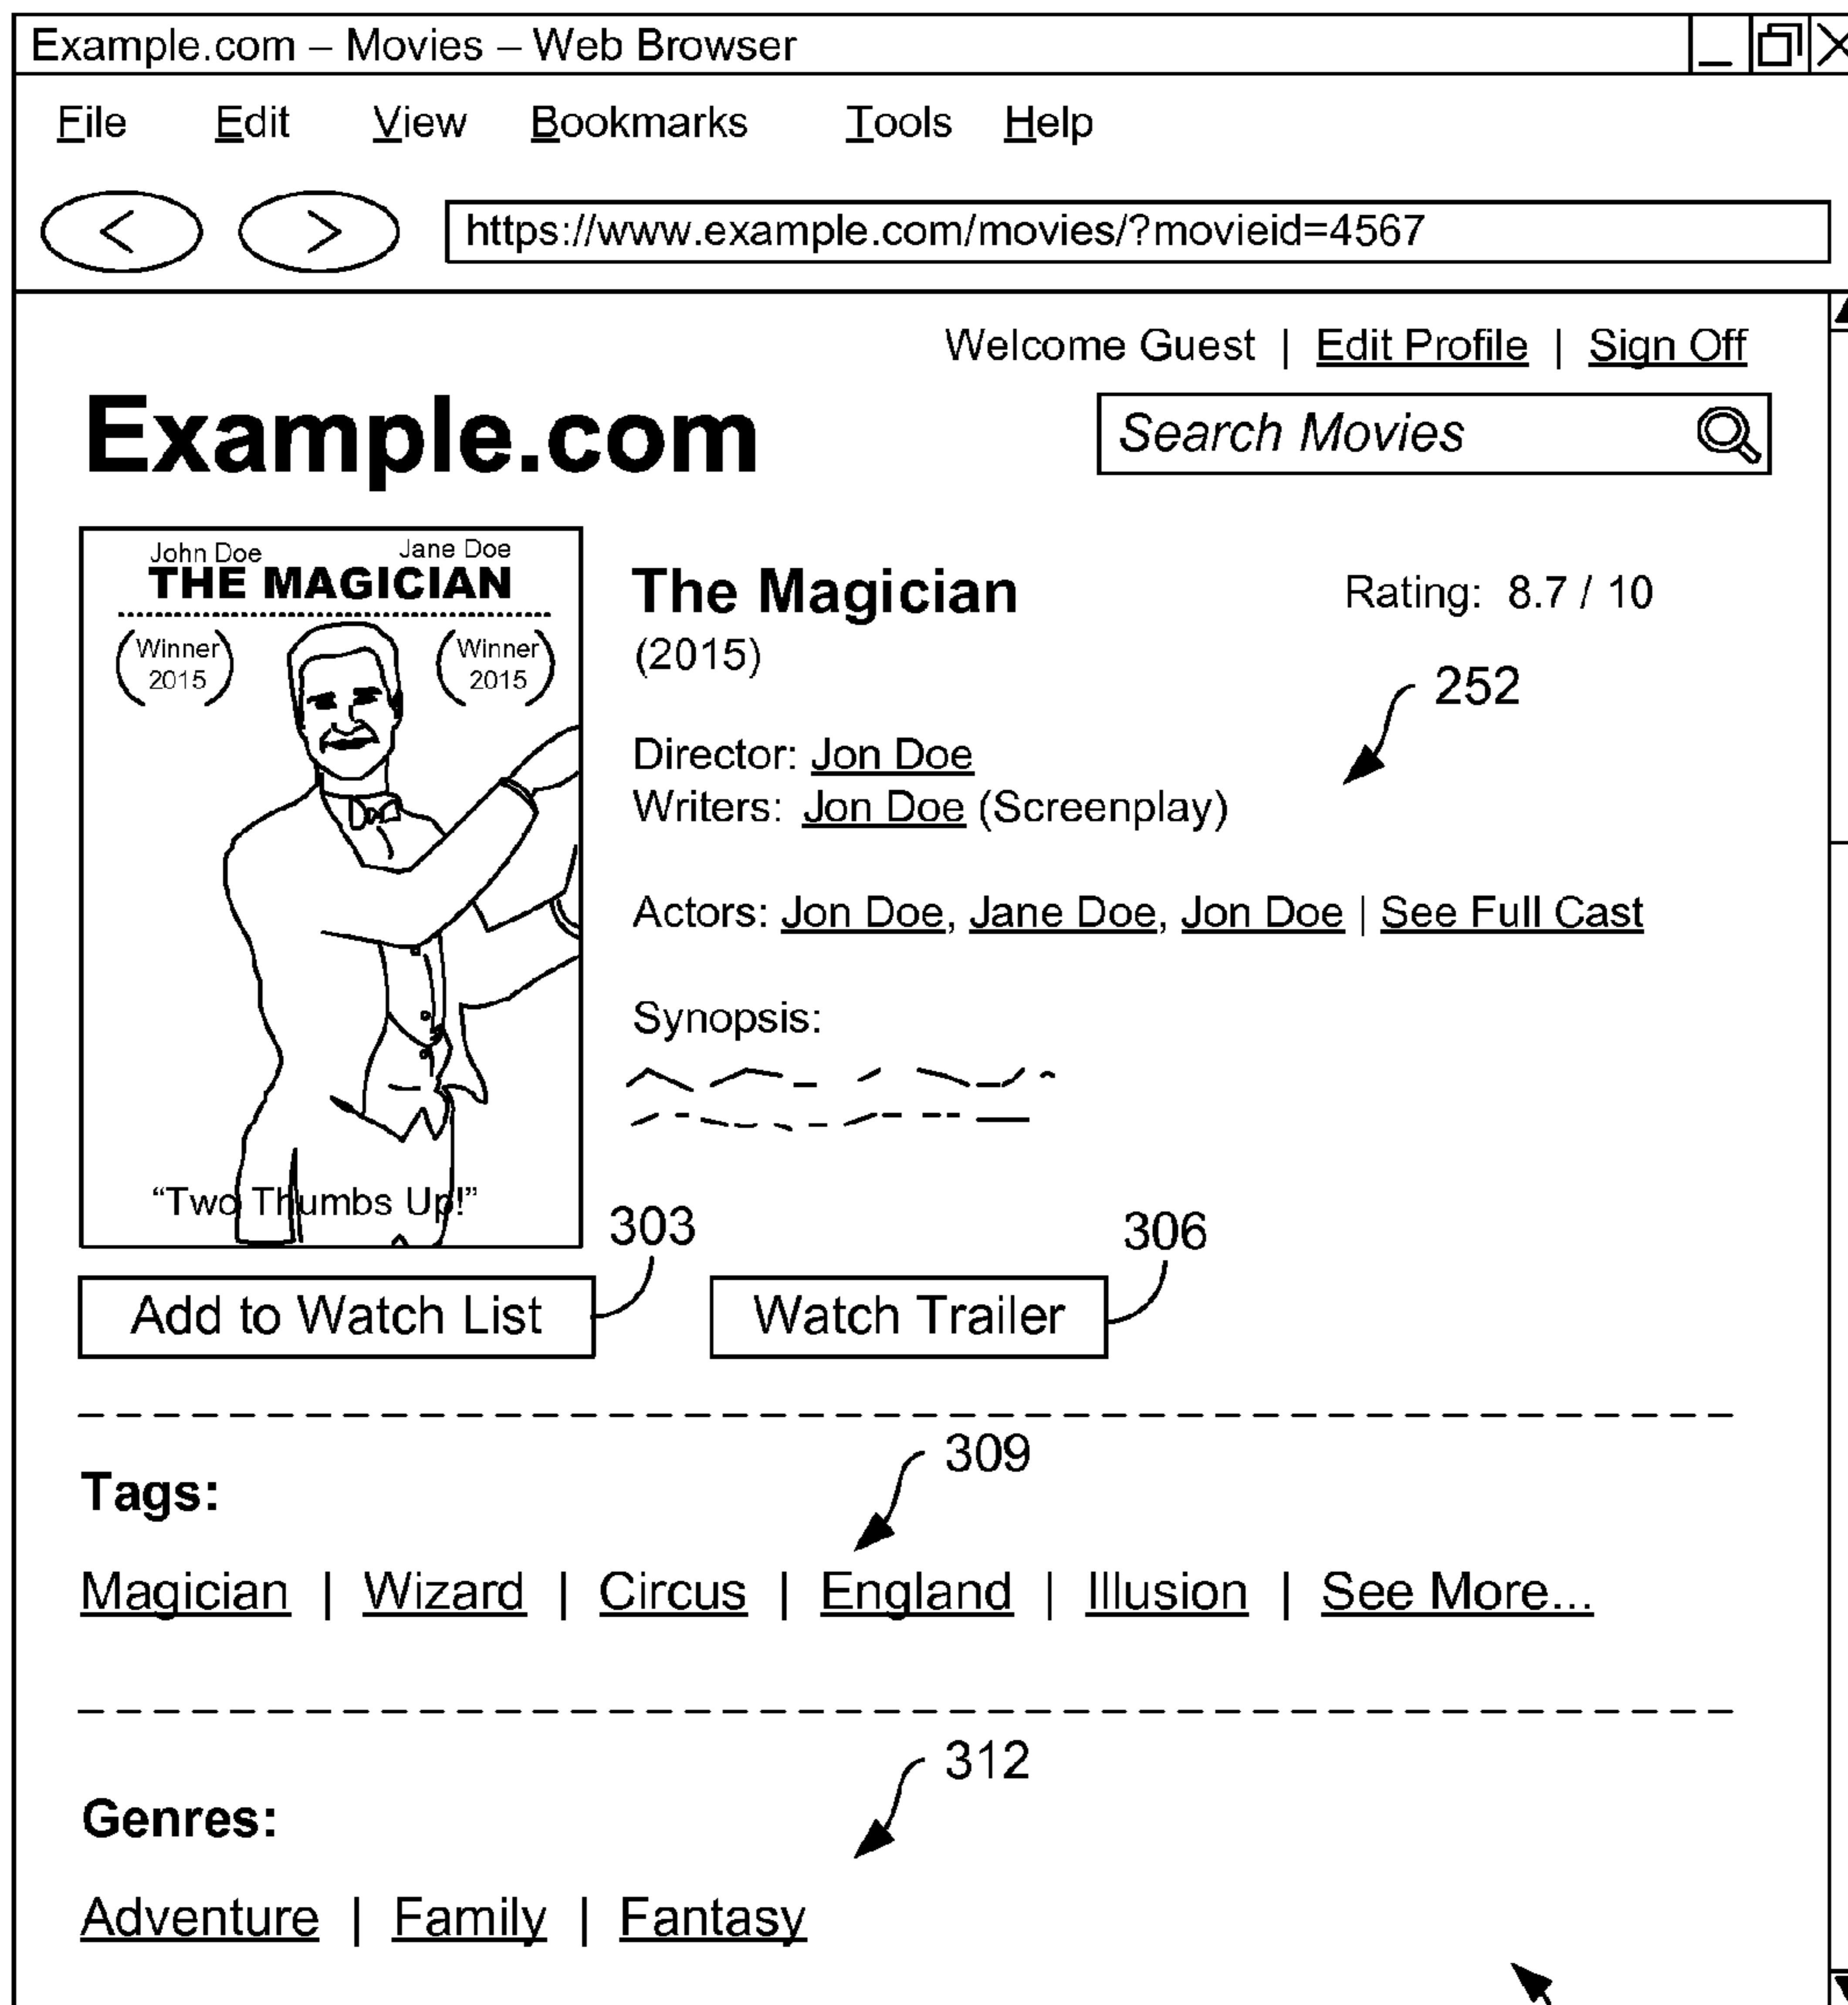 Example.com – Movies – Web Browser
File Edit View Bookmarks Tools Help
< > https://www.example.com/movies/?movieid=4567
Welcome Guest | Edit Profile | Sign Off
Example.com
Search Movies
John Doe Jane Doe
THE MAGICIAN
Winner 2015
Winner 2015
“Two Thumbs Up!”
The Magician
Rating: 8.7 / 10
(2015)
252
Director: Jon Doe
Writers: Jon Doe (Screenplay)
Actors: Jon Doe, Jane Doe, Jon Doe | See Full Cast
Synopsis:
303
306
Add to Watch List
Watch Trailer
309
Tags:
Magician | Wizard | Circus | England | Illusion | See More...
312
Genres:
Adventure | Family | Fantasy